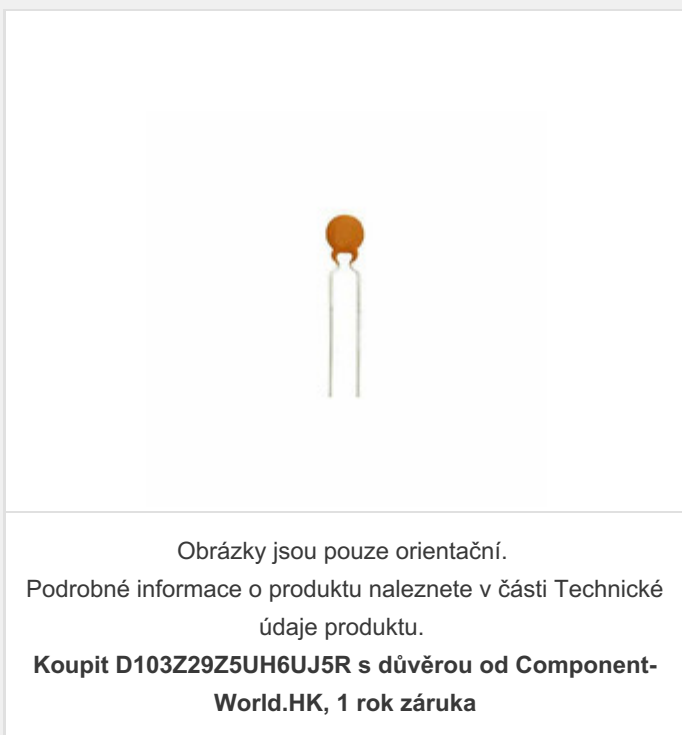 Obrázky jsou pouze orientační.
Podrobné informace o produktu naleznete v části Technické
údaje produktu.
Koupit D103Z29Z5UH6UJ5R s důvěrou od Component-
World.HK, 1 rok záruka